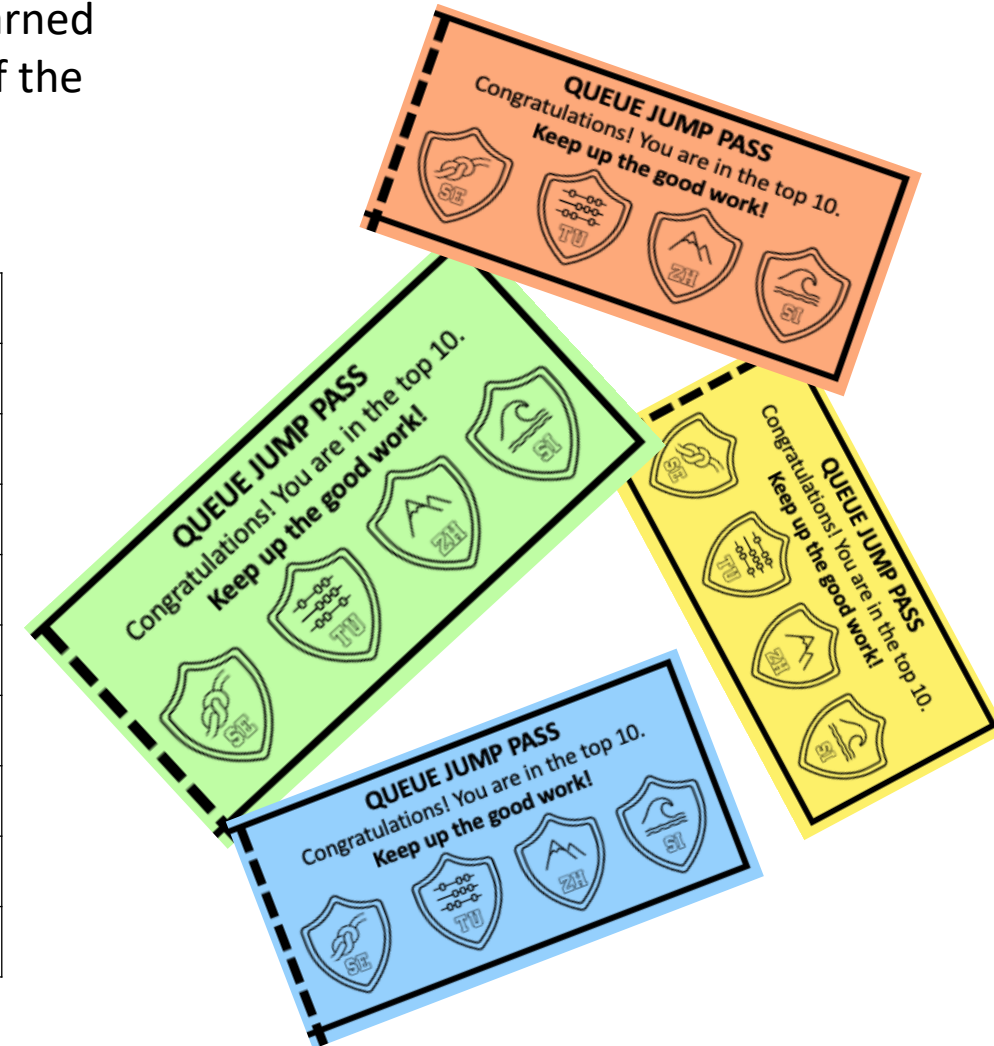 arned
f the
QUEUE JUMP PASS
Congratulations! You are in the top 10.
Keep up the good work!
SE
TU
ZH
SI
QUEUE JUMP PASS
Congratulations! You are in the top 10.
Keep up the good work!
SE
TU
ZH
SI
QUEUE JUMP PASS
Congratulations! You are in the top 10.
Keep up the good work!
SE
TU
ZH
SI
QUEUE JUMP PASS
Congratulations! You are in the top 10.
Keep up the good work!
SE
TU
ZH
SI